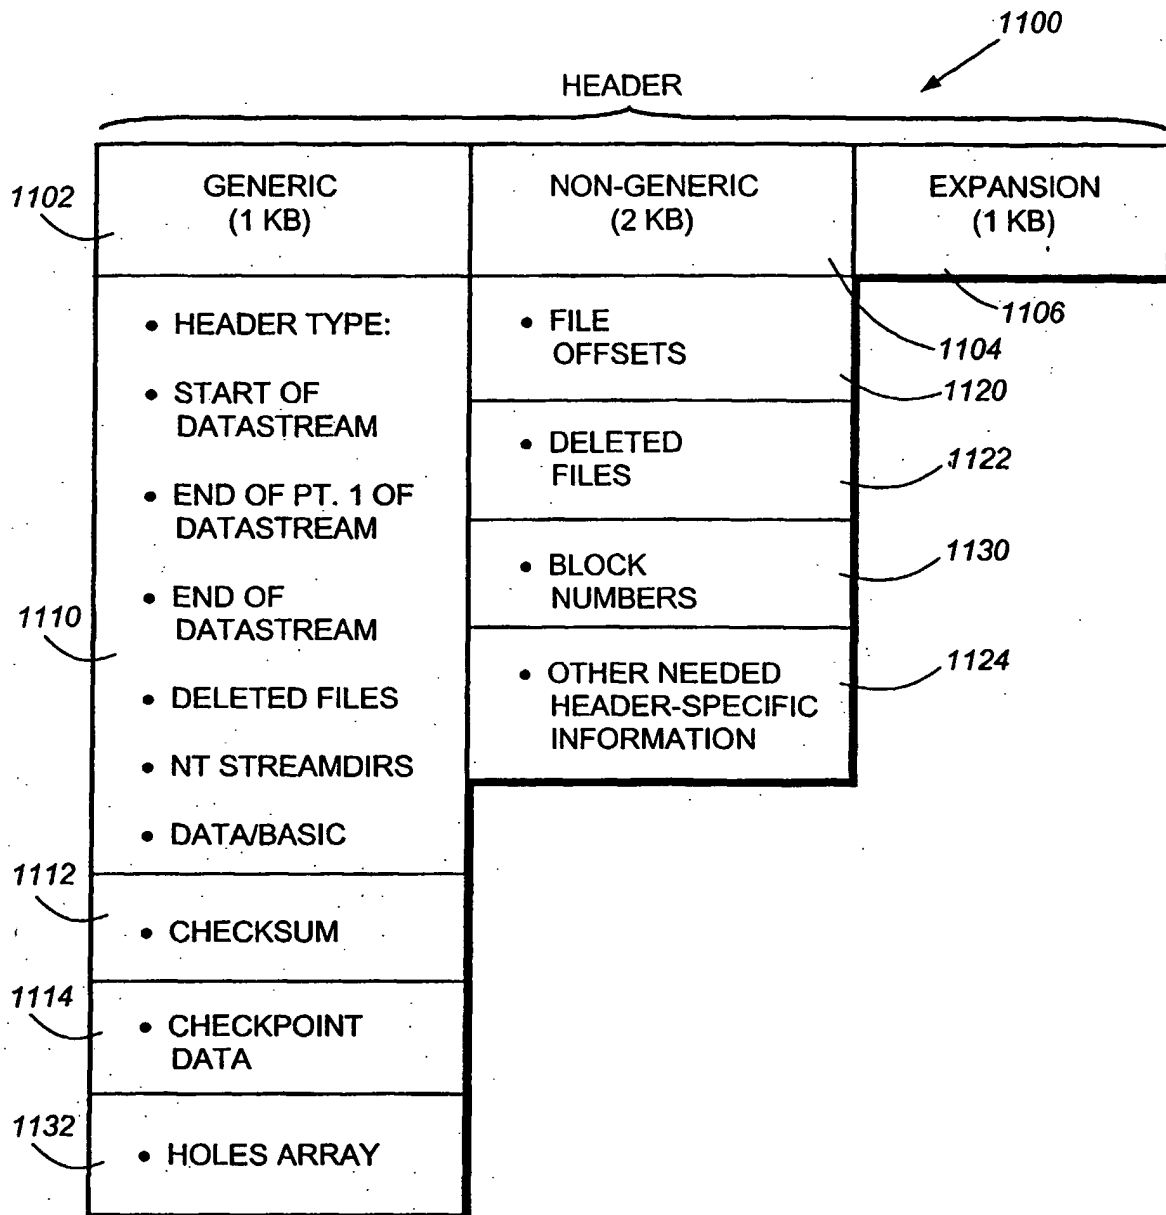 1100
HEADER
1102
GENERIC
(1 KB)
NON-GENERIC
(2 KB)
EXPANSION
(1 KB)
1106
1104
1110
• HEADER TYPE:
• START OF
DATASTREAM
• END OF PT. 1 OF
DATASTREAM
• END OF
DATASTREAM
• DELETED FILES
• NT STREAMDIRS
• DATA/BASIC
1112
• CHECKSUM
1114
• CHECKPOINT
DATA
1132
• HOLES ARRAY
• FILE
OFFSETS
1120
• DELETED
FILES
1122
• BLOCK
NUMBERS
1130
• OTHER NEEDED
HEADER-SPECIFIC
INFORMATION
1124